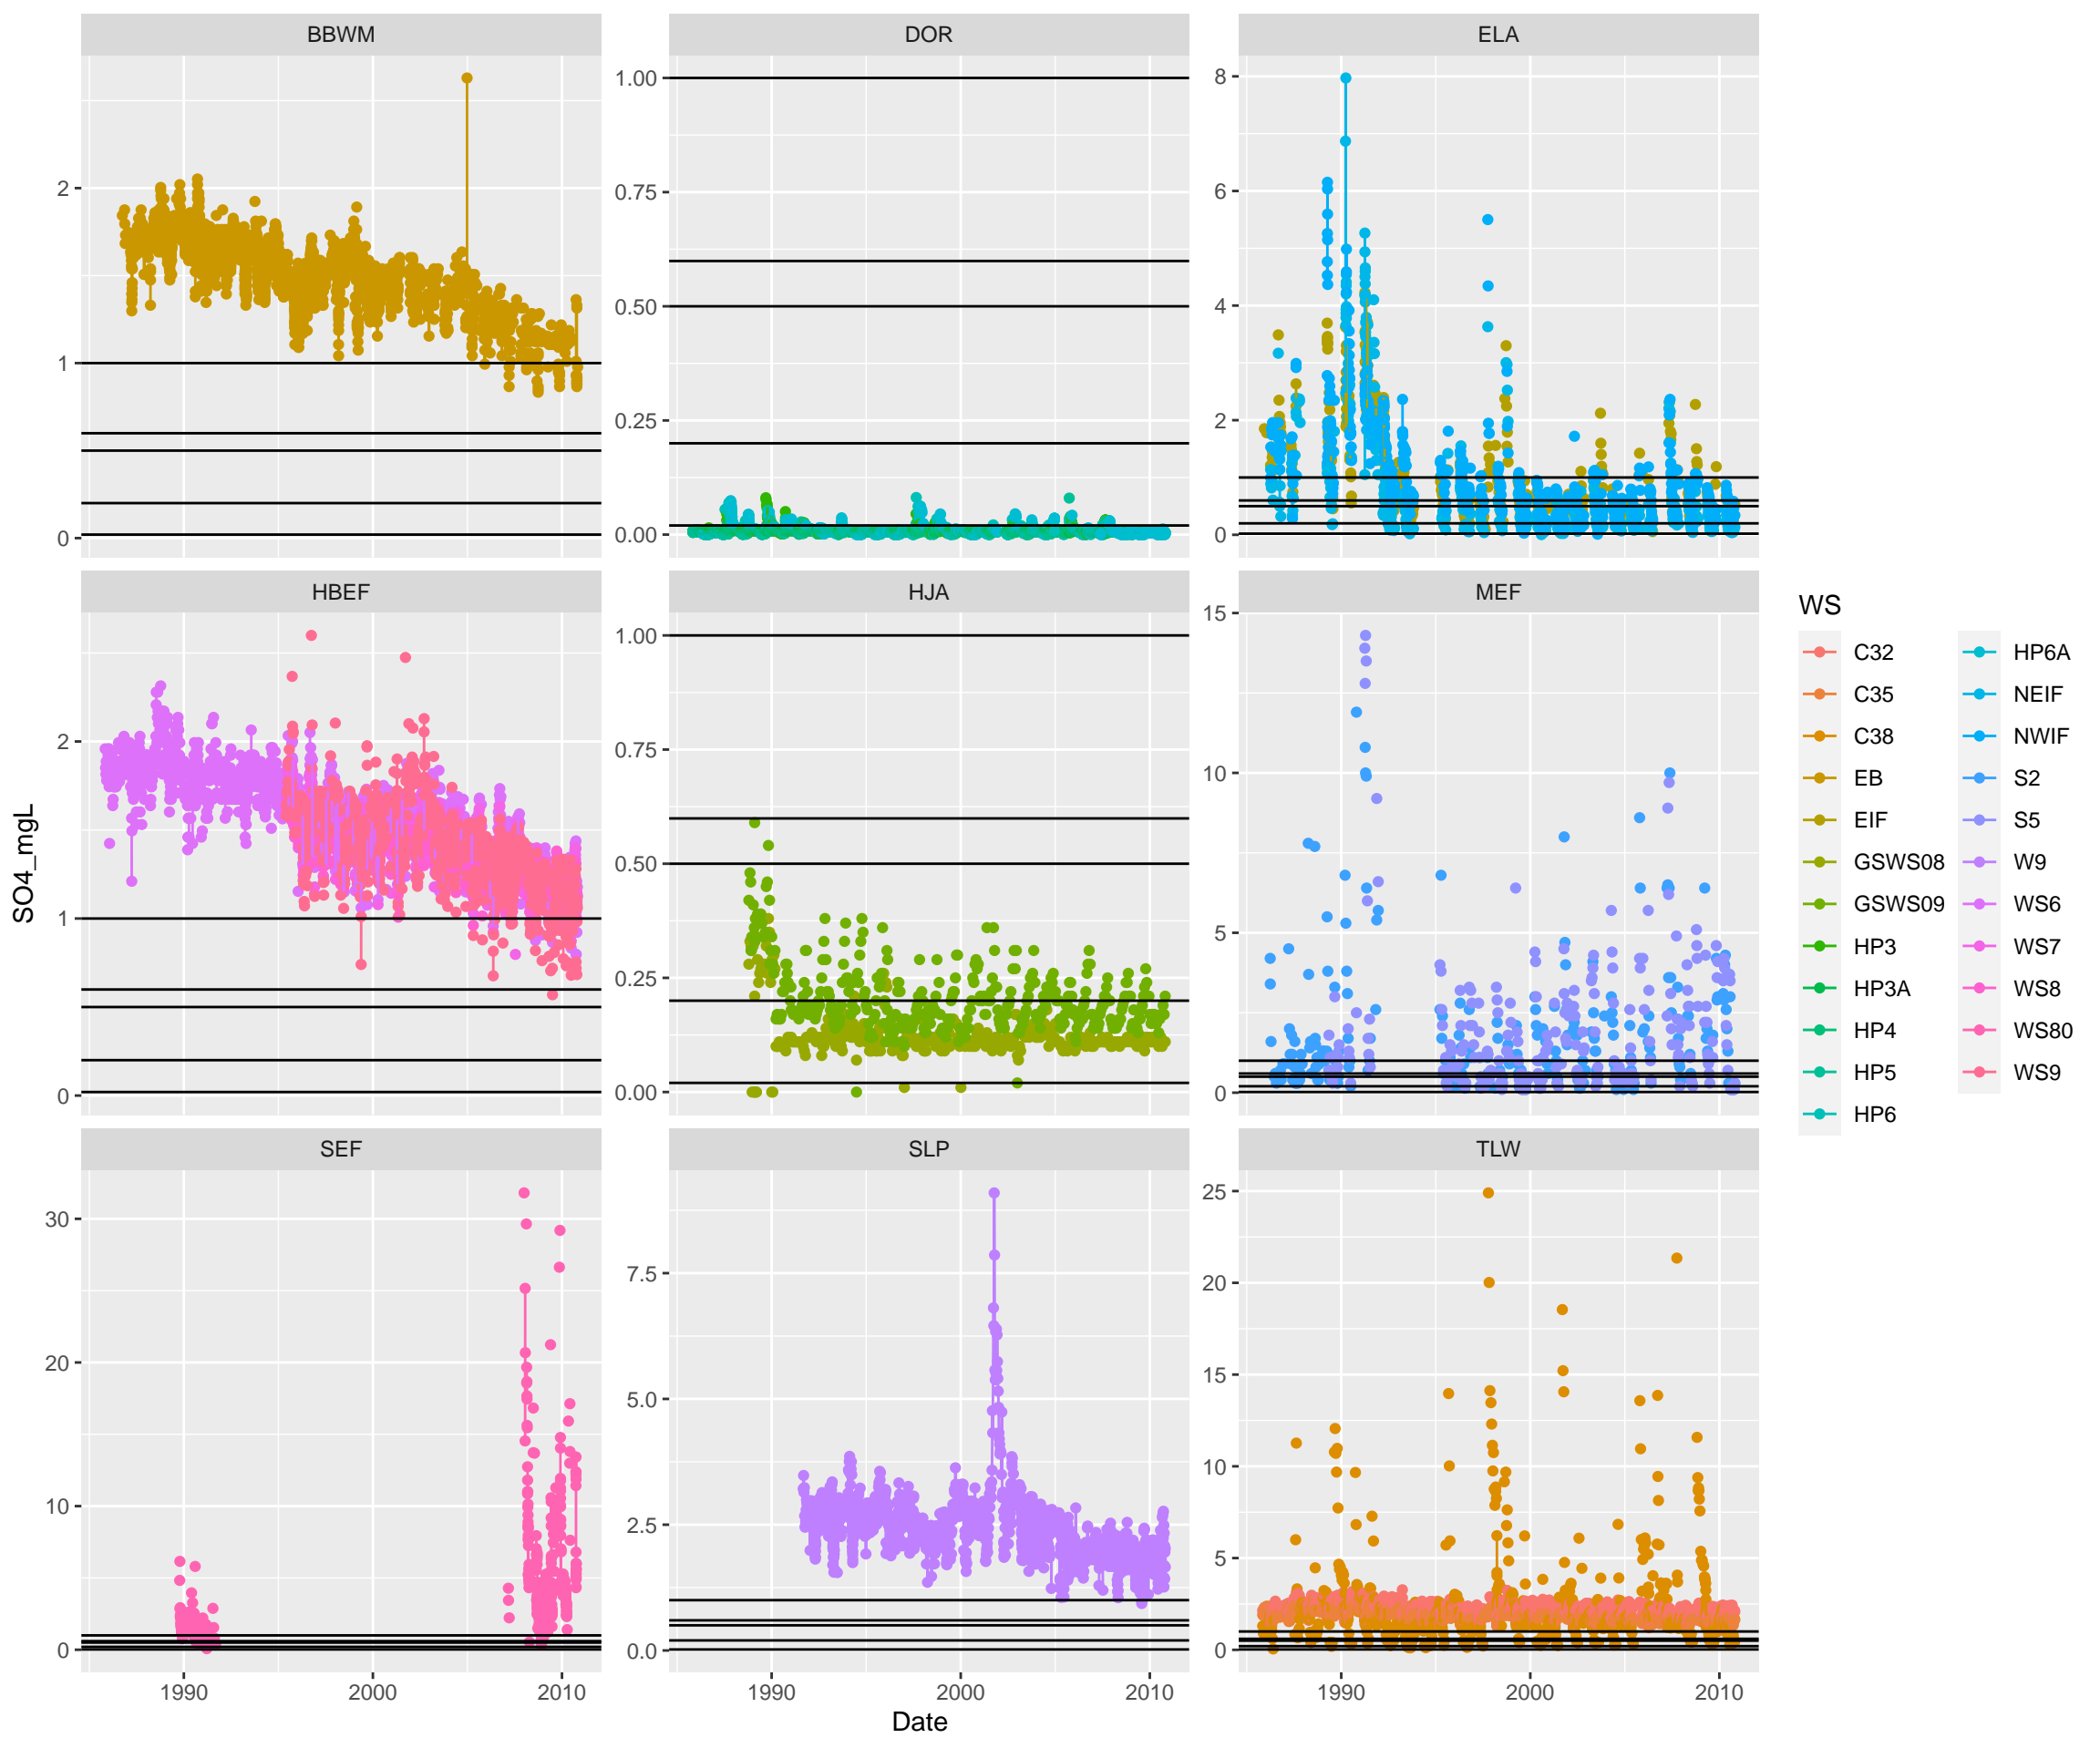 BBWM
DOR
ELA
2
1
0
1.00
0.75
0.50
0.25
0.00
8
6
4
2
0
HBEF
HJA
MEF
2
1
0
1.00
0.75
0.50
0.25
0.00
15
10
5
0
SEF
SLP
TLW
30
20
10
0
7.5
5.0
2.5
0.0
25
20
15
10
5
0
1990
2000
2010
1990
2000
2010
1990
2000
2010
Date
SO4_mgL
WS
C32
C35
C38
EB
EIF
GSWS08
GSWS09
HP3
HP3A
HP4
HP5
HP6
HP6A
NEIF
NWIF
S2
S5
W9
WS6
WS7
WS8
WS80
WS9